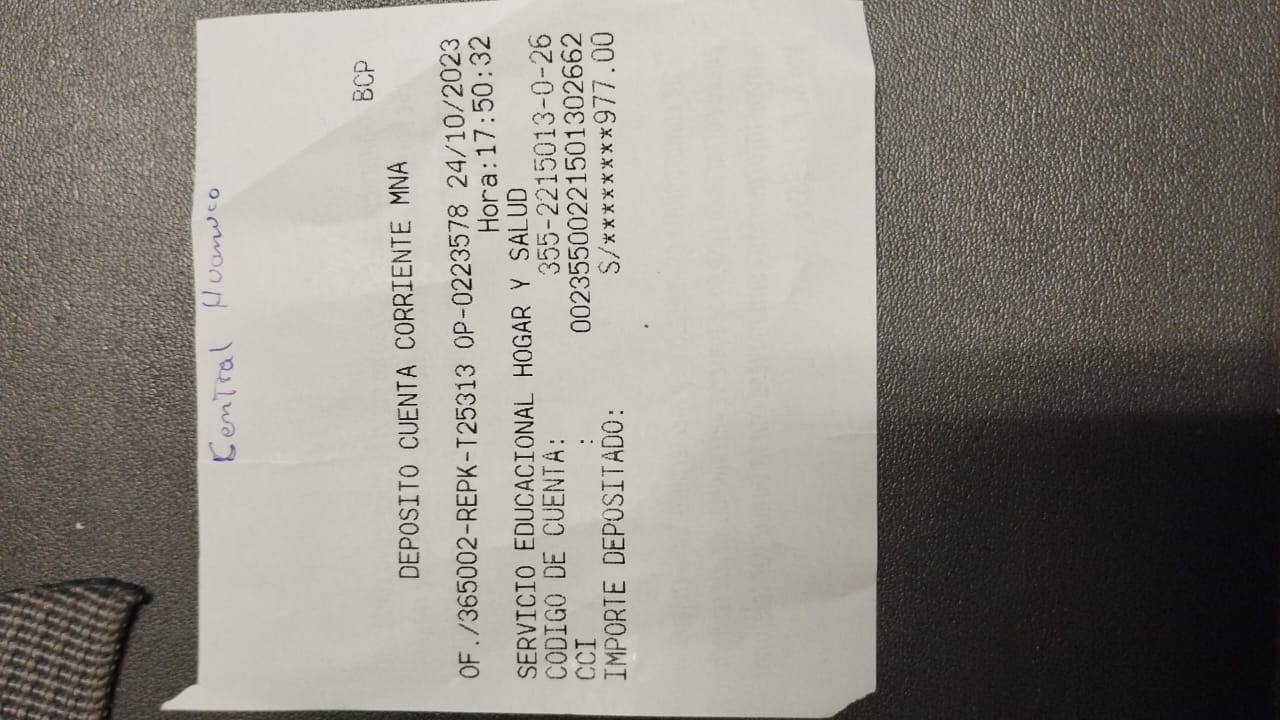 Central Huanuco
BCP
DEPOSITO CUENTA CORRIENTE MNA
OF./365002-REPK-T25313 OP-0223578 24/10/2023
Hora:17:50:32
SERVICIO EDUCACIONAL HOGAR Y SALUD
CODIGO DE CUENTA: 355-2215013-0-26
CCI : 00235500221501302662
IMPORTE DEPOSITADO: S/*********977.00